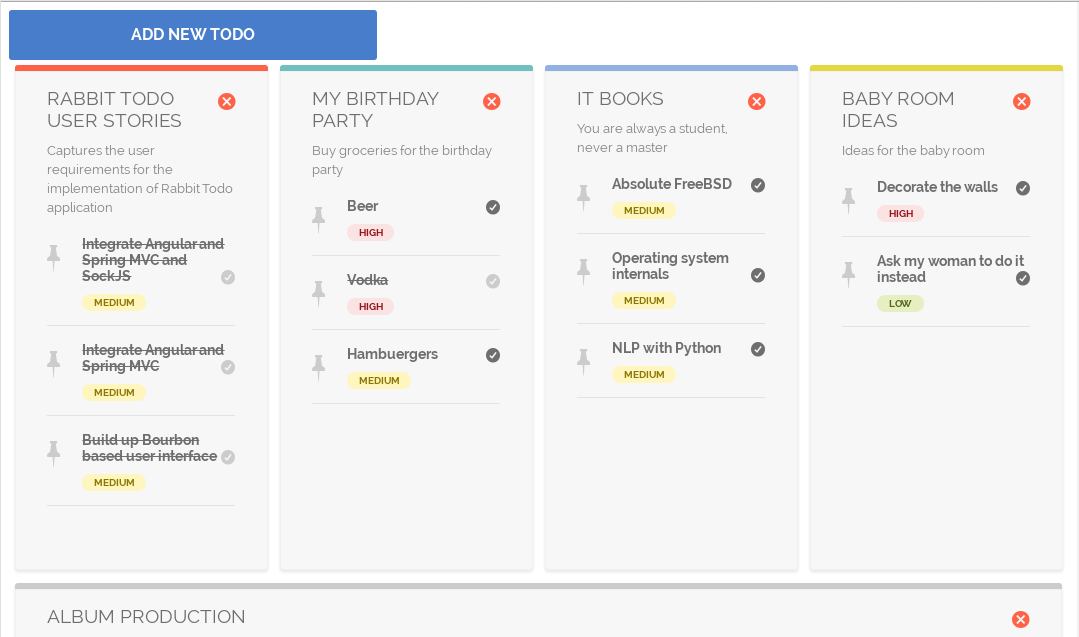 ADD NEW TODO
RABBIT TODO
USER STORIES
Captures the user
requirements for the
implementation of Rabbit Todo
application
Integrate Angular and
Spring MVC and
SockJS
MEDIUM
Integrate Angular and
Spring MVC
MEDIUM
Build up Bourbon
based user interface
MEDIUM
MY BIRTHDAY
PARTY
Buy groceries for the birthday
party
Beer
HIGH
Vodka
HIGH
Hambuergers
MEDIUM
IT BOOKS
You are always a student,
never a master
Absolute FreeBSD
MEDIUM
Operating system
internals
MEDIUM
NLP with Python
MEDIUM
BABY ROOM
IDEAS
Ideas for the baby room
Decorate the walls
HIGH
Ask my woman to do it
instead
LOW
ALBUM PRODUCTION